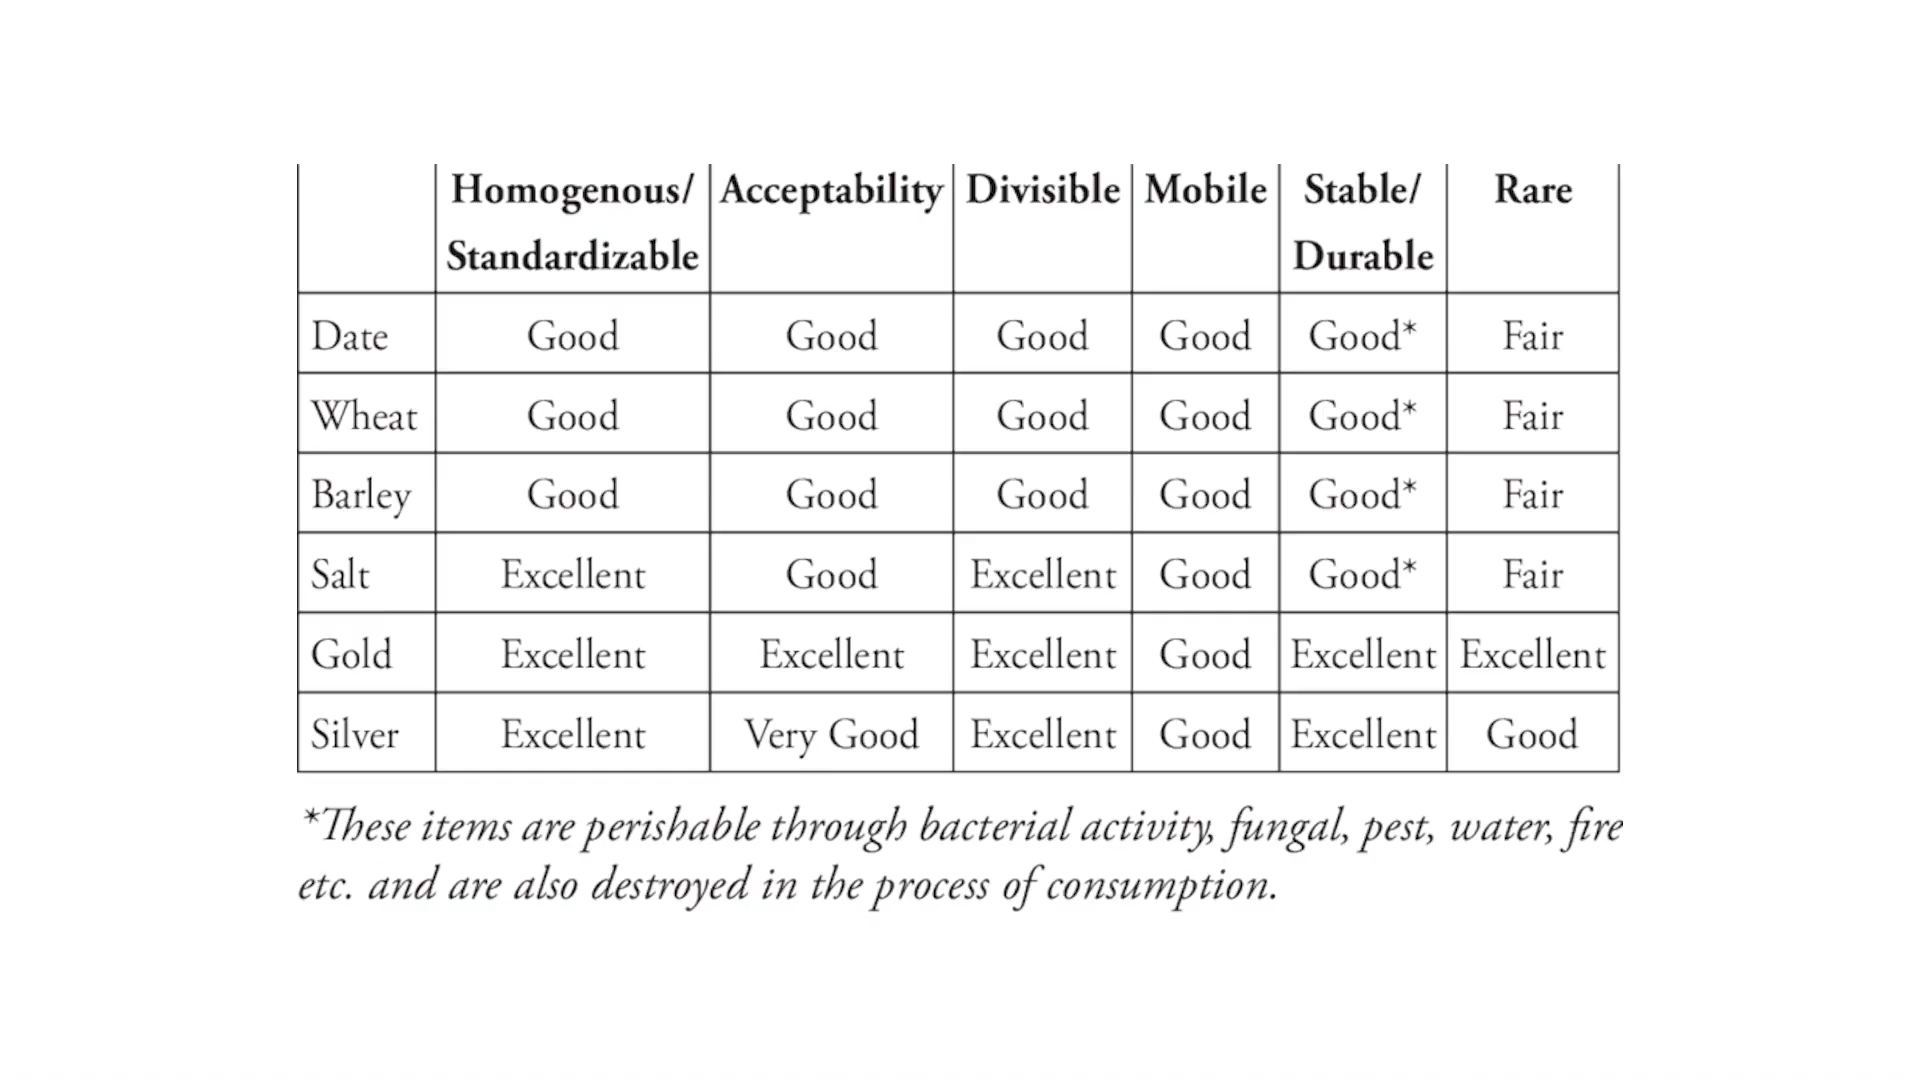 Homogenous/ Acceptability Divisible Mobile Stable/ Rare
Standardizable Durable
Date Good Good Good Good Good* Fair
Wheat Good Good Good Good Good* Fair
Barley Good Good Good Good Good* Fair
Salt Excellent Good Excellent Good Good* Fair
Gold Excellent Excellent Excellent Good Excellent Excellent
Silver Excellent Very Good Excellent Good Excellent Good
*These items are perishable through bacterial activity, fungal, pest, water, fire
etc. and are also destroyed in the process of consumption.